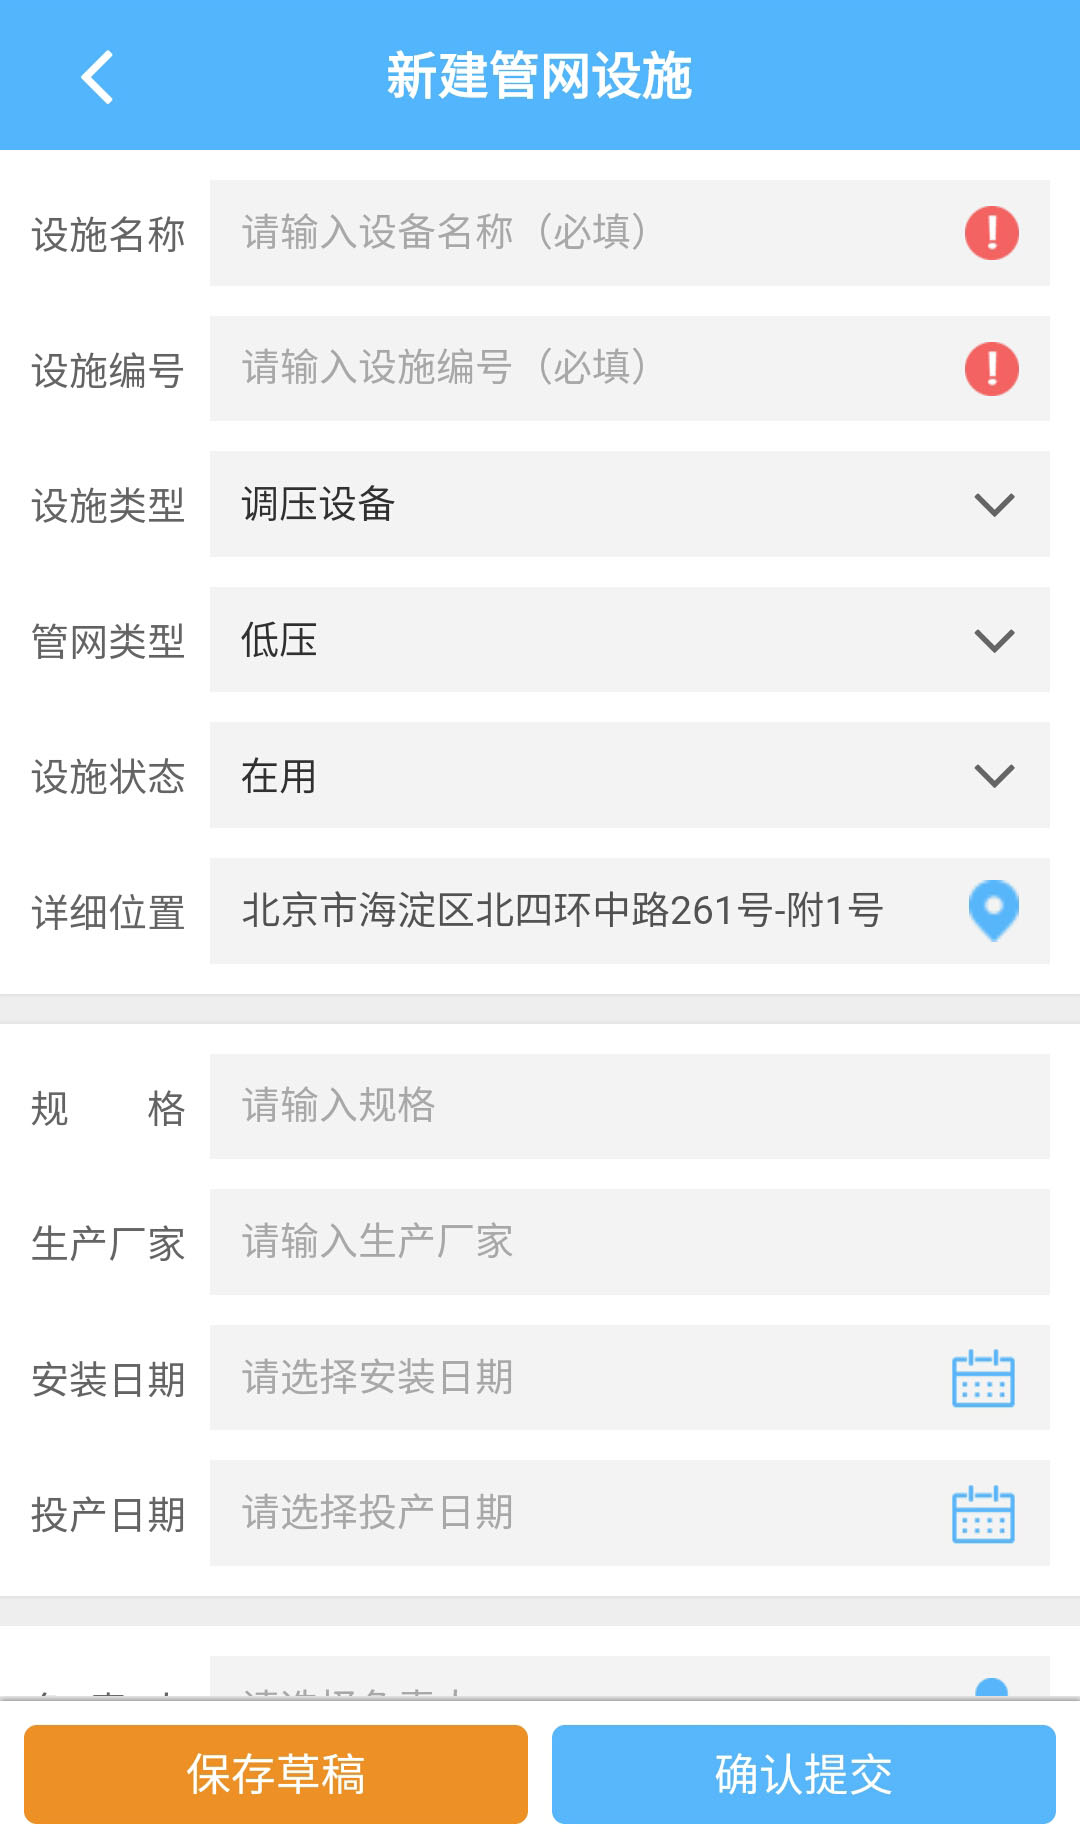 新建管网设施
设施名称 请输入设备名称（必填）
设施编号 请输入设施编号（必填）
设施类型 调压设备
管网类型 低压
设施状态 在用
详细位置 北京市海淀区北四环中路261号-附1号
规 格 请输入规格
生产厂家 请输入生产厂家
安装日期 请选择安装日期
投产日期 请选择投产日期
保存草稿 确认提交